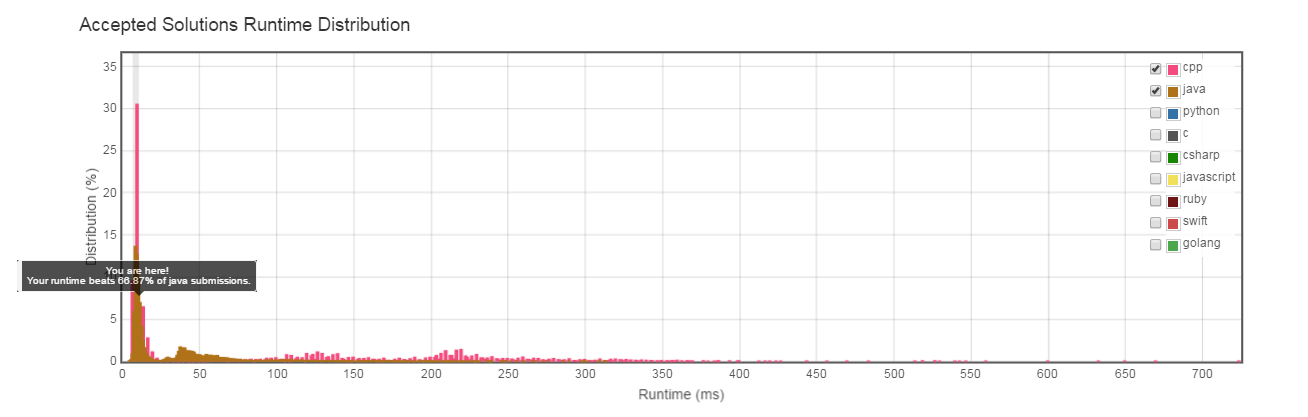 Accepted Solutions Runtime Distribution
35
30
25
20
15
5
0
Distribution (%)
You are here!
Your runtime beats 66.87% of java submissions.
cpp
java
python
c
csharp
javascript
ruby
swift
golang
0 50 100 150 200 250 300 350 400 450 500 550 600 650 700
Runtime (ms)